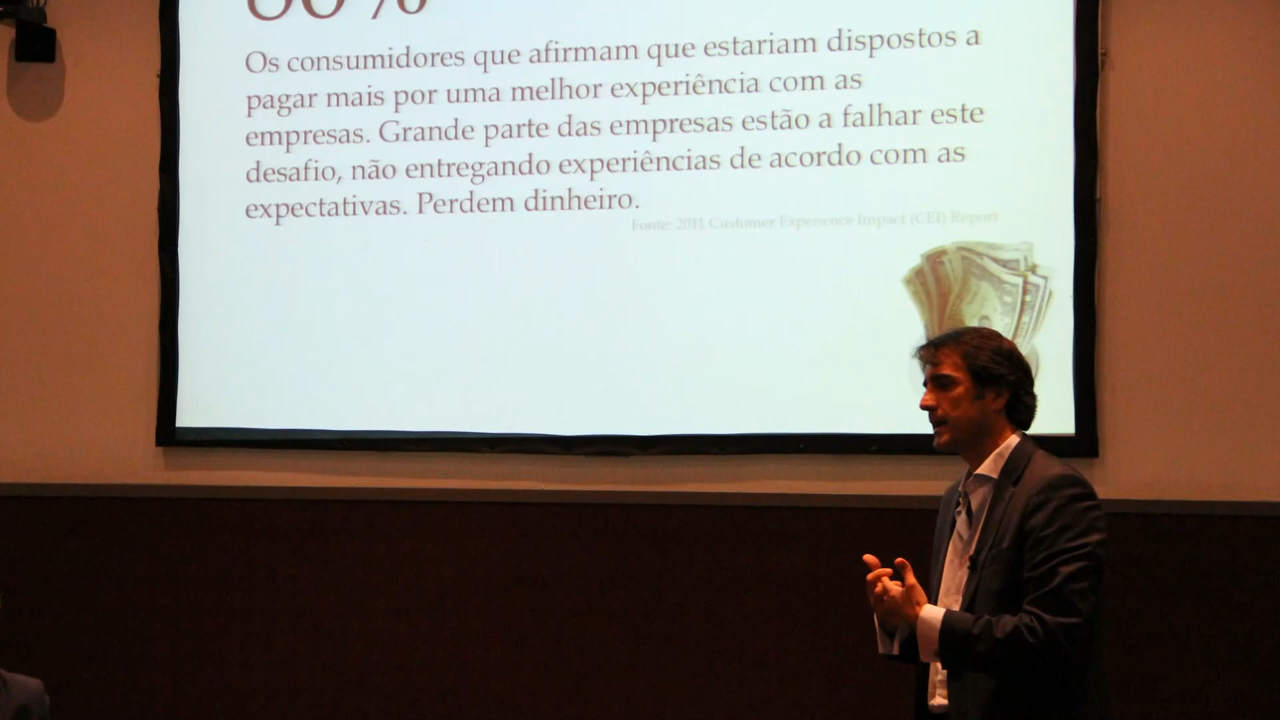 Os consumidores que afirmam que estariam dispostos a
pagar mais por uma melhor experiência com as
empresas. Grande parte das empresas estão a falhar este
desafio, não entregando experiências de acordo com as
expectativas. Perdem dinheiro.
Fonte: 2011 Customer Experience Impact (CEI) Report